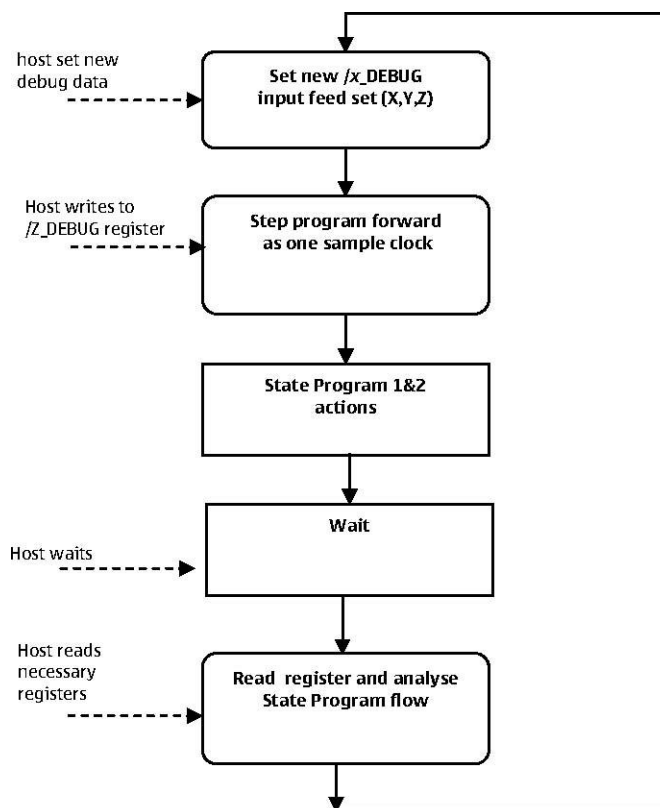 host set new
debug data
Set new /x_DEBUG
input feed set (X,Y,Z)
Host writes to
/Z_DEBUG register
Step program forward
as one sample clock
State Program 1&2
actions
Wait
Host waits
Host reads
necessary
registers
Read register and analyse
State Program flow